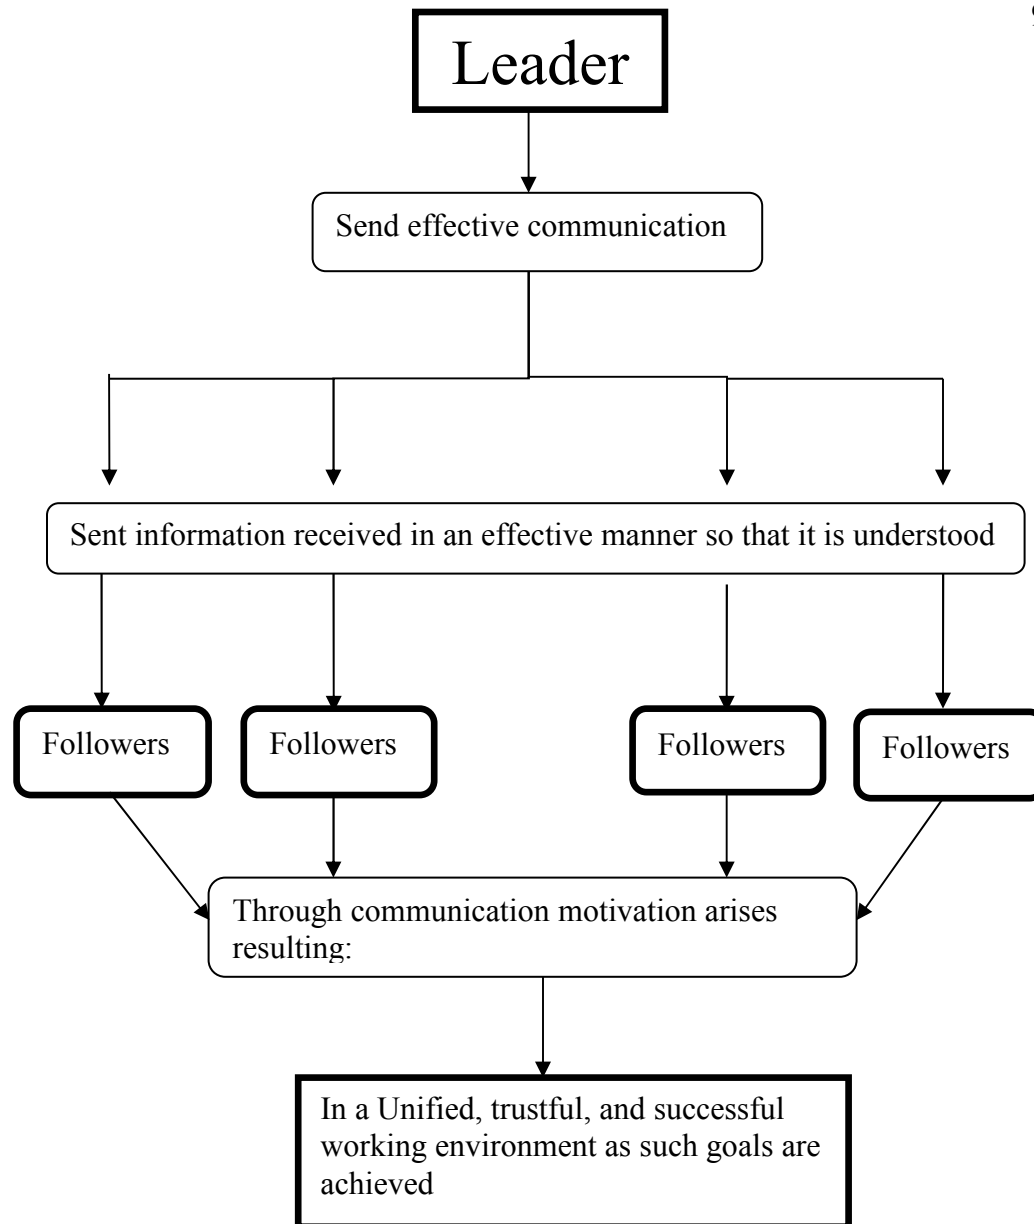 Leader
Send effective communication
Sent information received in an effective manner so that it is understood
Followers
Followers
Followers
Followers
Through communication motivation arises
resulting:
In a Unified, trustful, and successful
working environment as such goals are
achieved